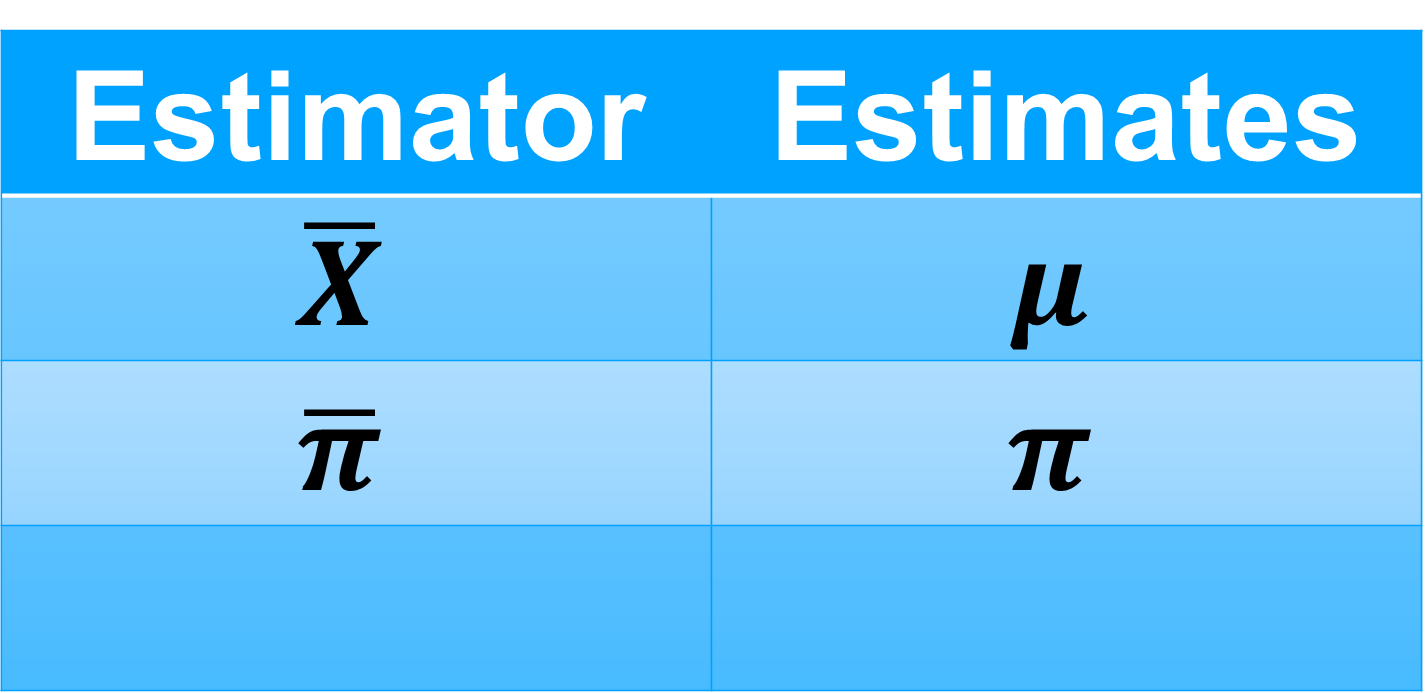 Estimator Estimates
X̅ μ
π̅ π